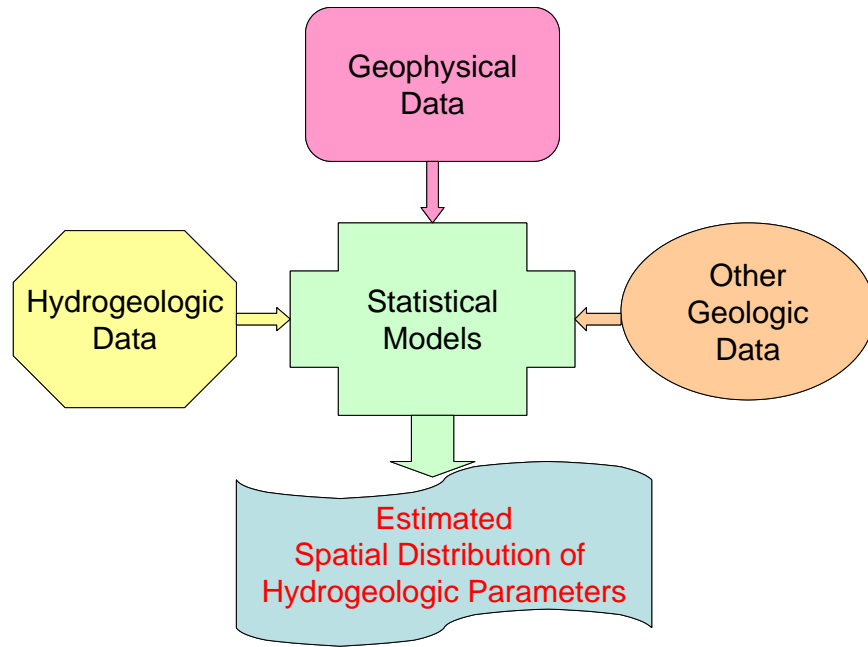 Geophysical
Data
Hydrogeologic
Data
Statistical
Models
Other
Geologic
Data
Estimated
Spatial Distribution of
Hydrogeologic Parameters